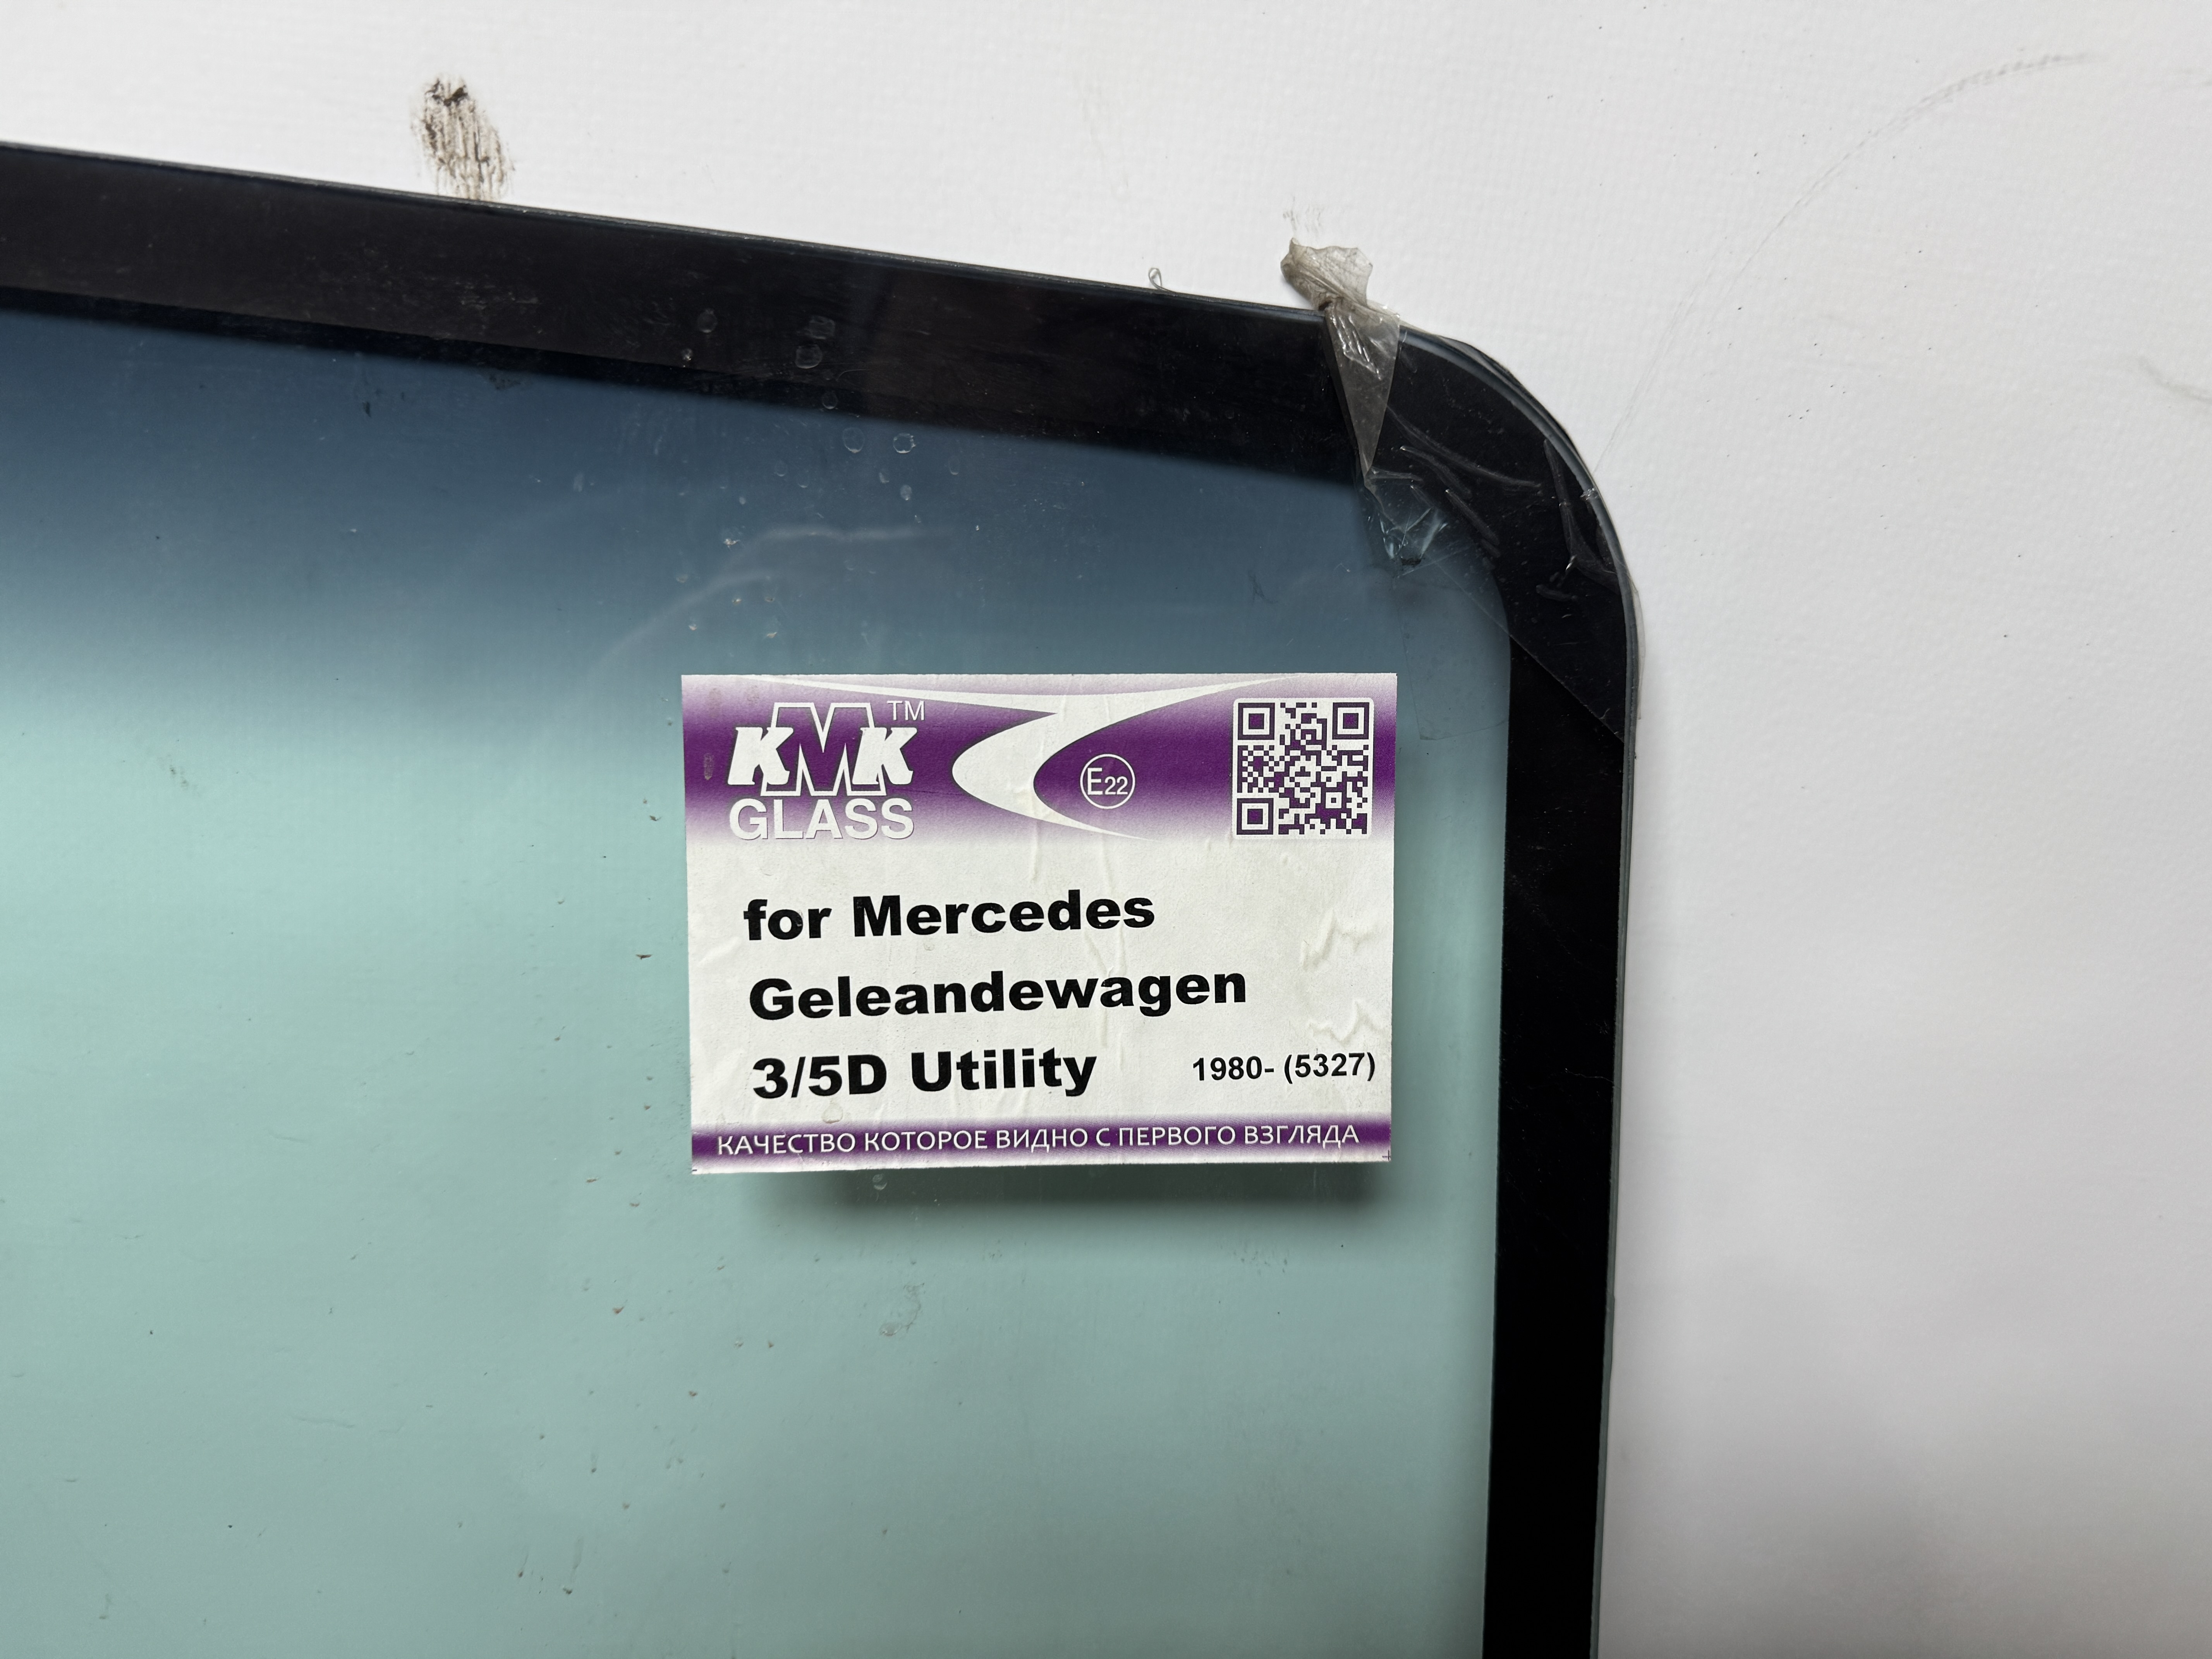 KMK™
GLASS
E22
for Mercedes
Geleandewagen
3/5D Utility 1980- (5327)
КАЧЕСТВО КОТОРОЕ ВИДНО С ПЕРВОГО ВЗГЛЯДА